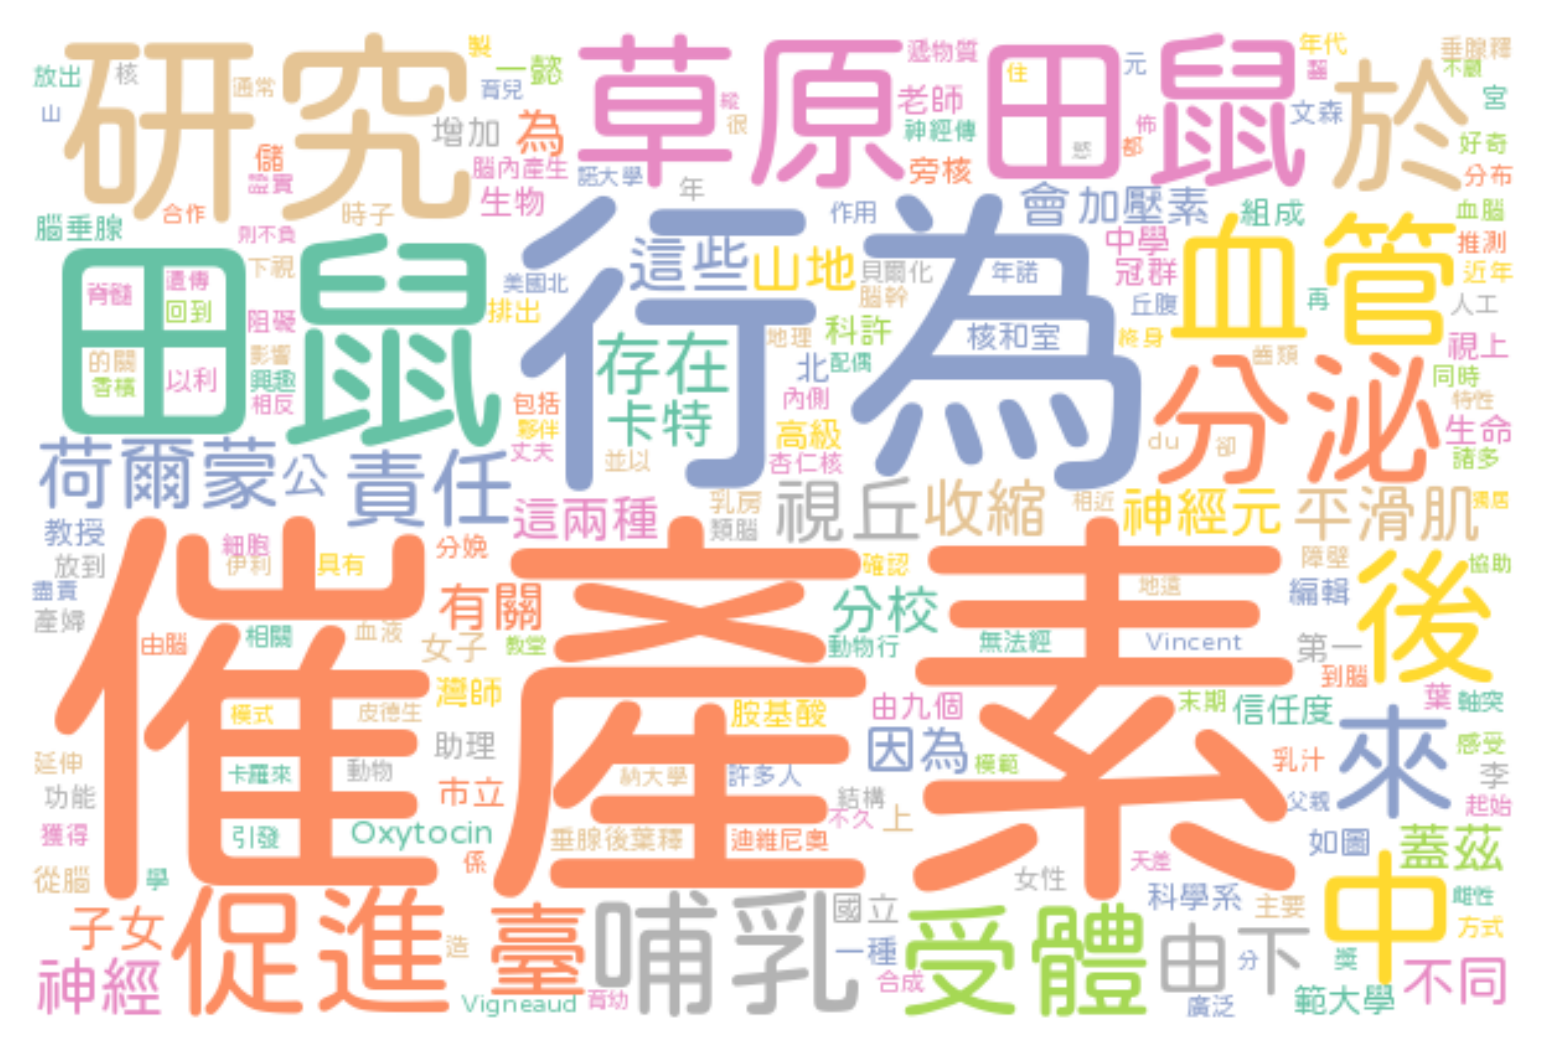 研究
草原
田鼠
於
放出
核
通常
製
一懿
育兒
山
增加
為
儲
證實
合作
時子
腦垂腺
則不負
腦內產生
生物
諾大學
遞物質
老師
神經傳
旁核
很
年
住
元
佈
都
年代
文森
垂腺釋
宮
好奇
分布
田鼠
行為
脊髓
遺傳
回到
的關
香檳
以利
下視
阻礙
影響
興趣
相反
美國北
排出
這些
山地
作用
會
加壓素
組成
貝爾化
腦幹
年諾
中學
冠群
丘腹
血管
血腦
推測
近年
再
人工
地理
科許
核和室
終身
齒類
視上
同時
特性
存在
卡特
北
配偶
內側
包括
夥伴
丈夫
並以
高級
杏仁核
分泌
du
卻
生命
諸多
荷爾蒙
公
責任
教授
這兩種
乳房
類腦
視丘
收縮
相近
神經元
平滑肌
獨居
放到
盡責
產婦
細胞
伊利
具有
分娩
催產素
有關
確認
分校
地這
障壁
編輯
後
協助
由腦
相關
血液
女子
教堂
動物行
無法經
Vincent
第一
到腦
模式
皮德生
灣師
胺基酸
由九個
末期
信任度
葉
軸突
延伸
功能
獲得
卡羅來
動物
助理
市立
納大學
許多人
因為
模範
乳汁
父親
來
感受
李
起始
引發
Oxytocin
垂腺後葉釋
迪維尼奧
結構
不久
上
如圖
蓋茲
從腦
學
係
女性
天差
科學系
主要
中
雌性
方式
子女
促進
造
臺
哺乳
國立
一種
合成
受體
由
下
分
廣泛
獎
範大學
不同
神經
Vigneaud
育幼